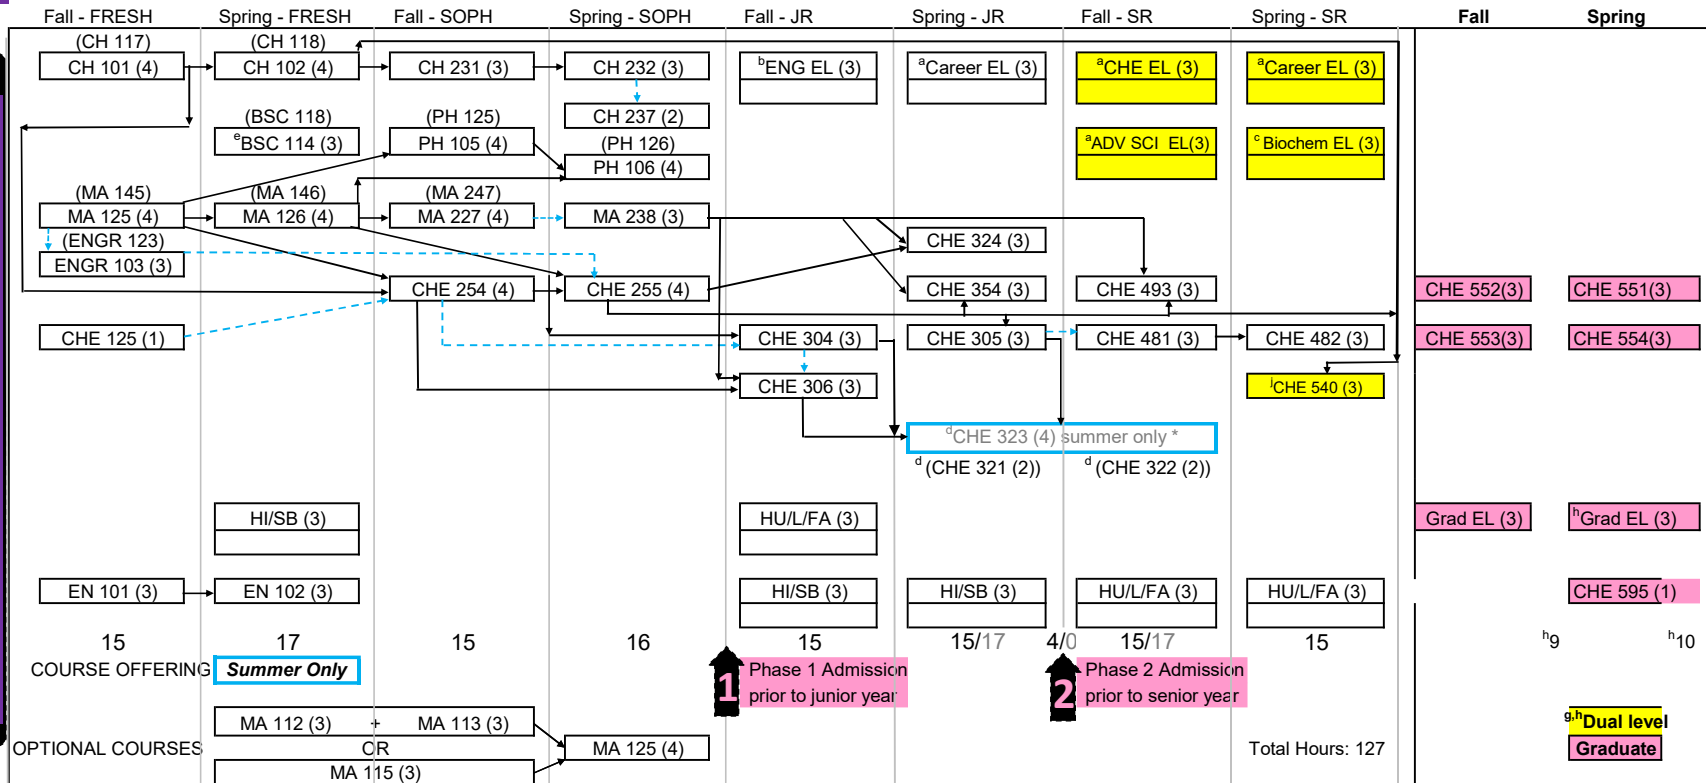 Fall - FRESH Spring - FRESH Fall - SOPH Spring - SOPH Fall - JR Spring - JR Fall - SR Spring - SR Fall Spring
(CH 117) (CH 118)
CH 101 (4) CH 102 (4) CH 231 (3) CH 232 (3) bENG EL (3) aCareer EL (3) aCHE EL (3) aCareer EL (3)
(BSC 118) (PH 125) CH 237 (2)
eBSC 114 (3) PH 105 (4) (PH 126) aADV SCI EL(3) cBiochem EL (3)
PH 106 (4)
(MA 145) (MA 146) (MA 247)
MA 125 (4) MA 126 (4) MA 227 (4) MA 238 (3)
(ENGR 123) CHE 324 (3)
ENGR 103 (3)
CHE 254 (4) CHE 255 (4) CHE 354 (3) CHE 493 (3) CHE 552(3) CHE 551(3)
CHE 125 (1) CHE 304 (3) CHE 305 (3) CHE 481 (3) CHE 482 (3) CHE 553(3) CHE 554(3)
CHE 306 (3) jCHE 540 (3)
dCHE 323 (4) summer only *
d (CHE 321 (2)) d (CHE 322 (2))
HI/SB (3) HU/L/FA (3) Grad EL (3) hGrad EL (3)
EN 101 (3) EN 102 (3) HI/SB (3) HI/SB (3) HU/L/FA (3) HU/L/FA (3) CHE 595 (1)
15 17 15 16 15 15/17 4/0 15/17 15 h9 h10
COURSE OFFERING Summer Only 1 Phase 1 Admission 2 Phase 2 Admission
prior to junior year prior to senior year
MA 112 (3) + MA 113 (3) g,hDual level
OPTIONAL COURSES OR MA 125 (4) Total Hours: 127 Graduate
MA 115 (3)